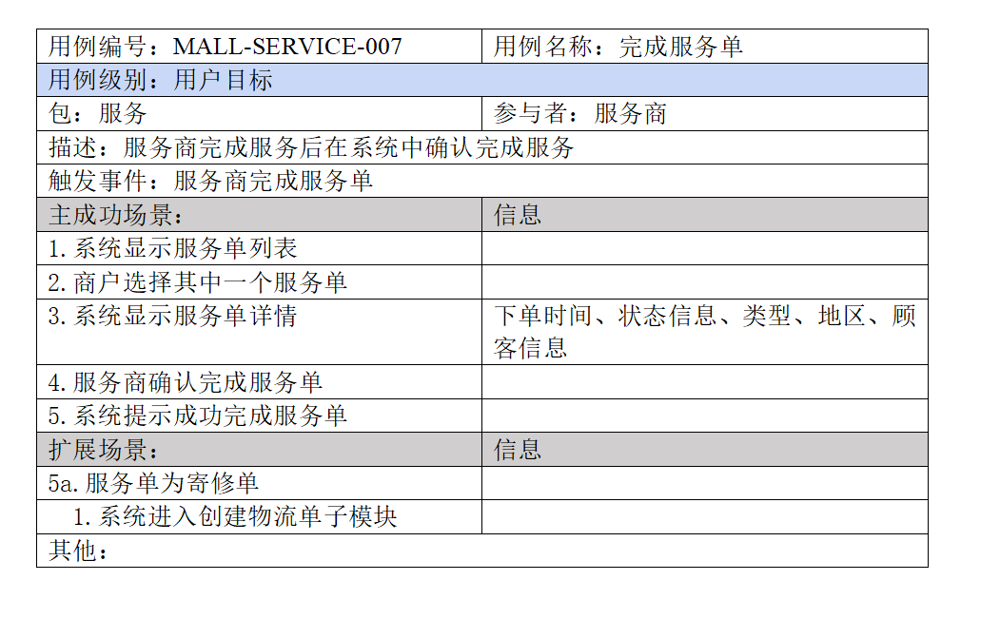 用例编号：MALL-SERVICE-007
用例名称：完成服务单
用例级别：用户目标
包：服务
参与者：服务商
描述：服务商完成服务后在系统中确认完成服务
触发事件：服务商完成服务单
主成功场景：
信息
1.系统显示服务单列表
2.商户选择其中一个服务单
3.系统显示服务单详情
下单时间、状态信息、类型、地区、顾
客信息
4.服务商确认完成服务单
5.系统提示成功完成服务单
扩展场景：
信息
5a.服务单为寄修单
1.系统进入创建物流单子模块
其他：